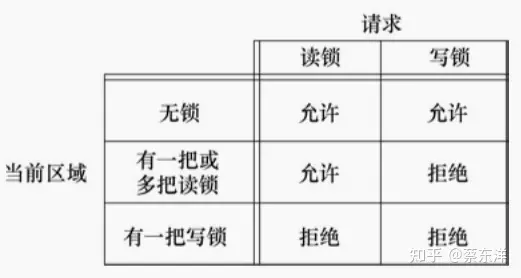 请求
读锁 写锁
无锁 允许 允许
当前区域
有一把或
多把读锁
允许 拒绝
有一把写锁 拒绝 拒绝
知乎 @蔡东洋